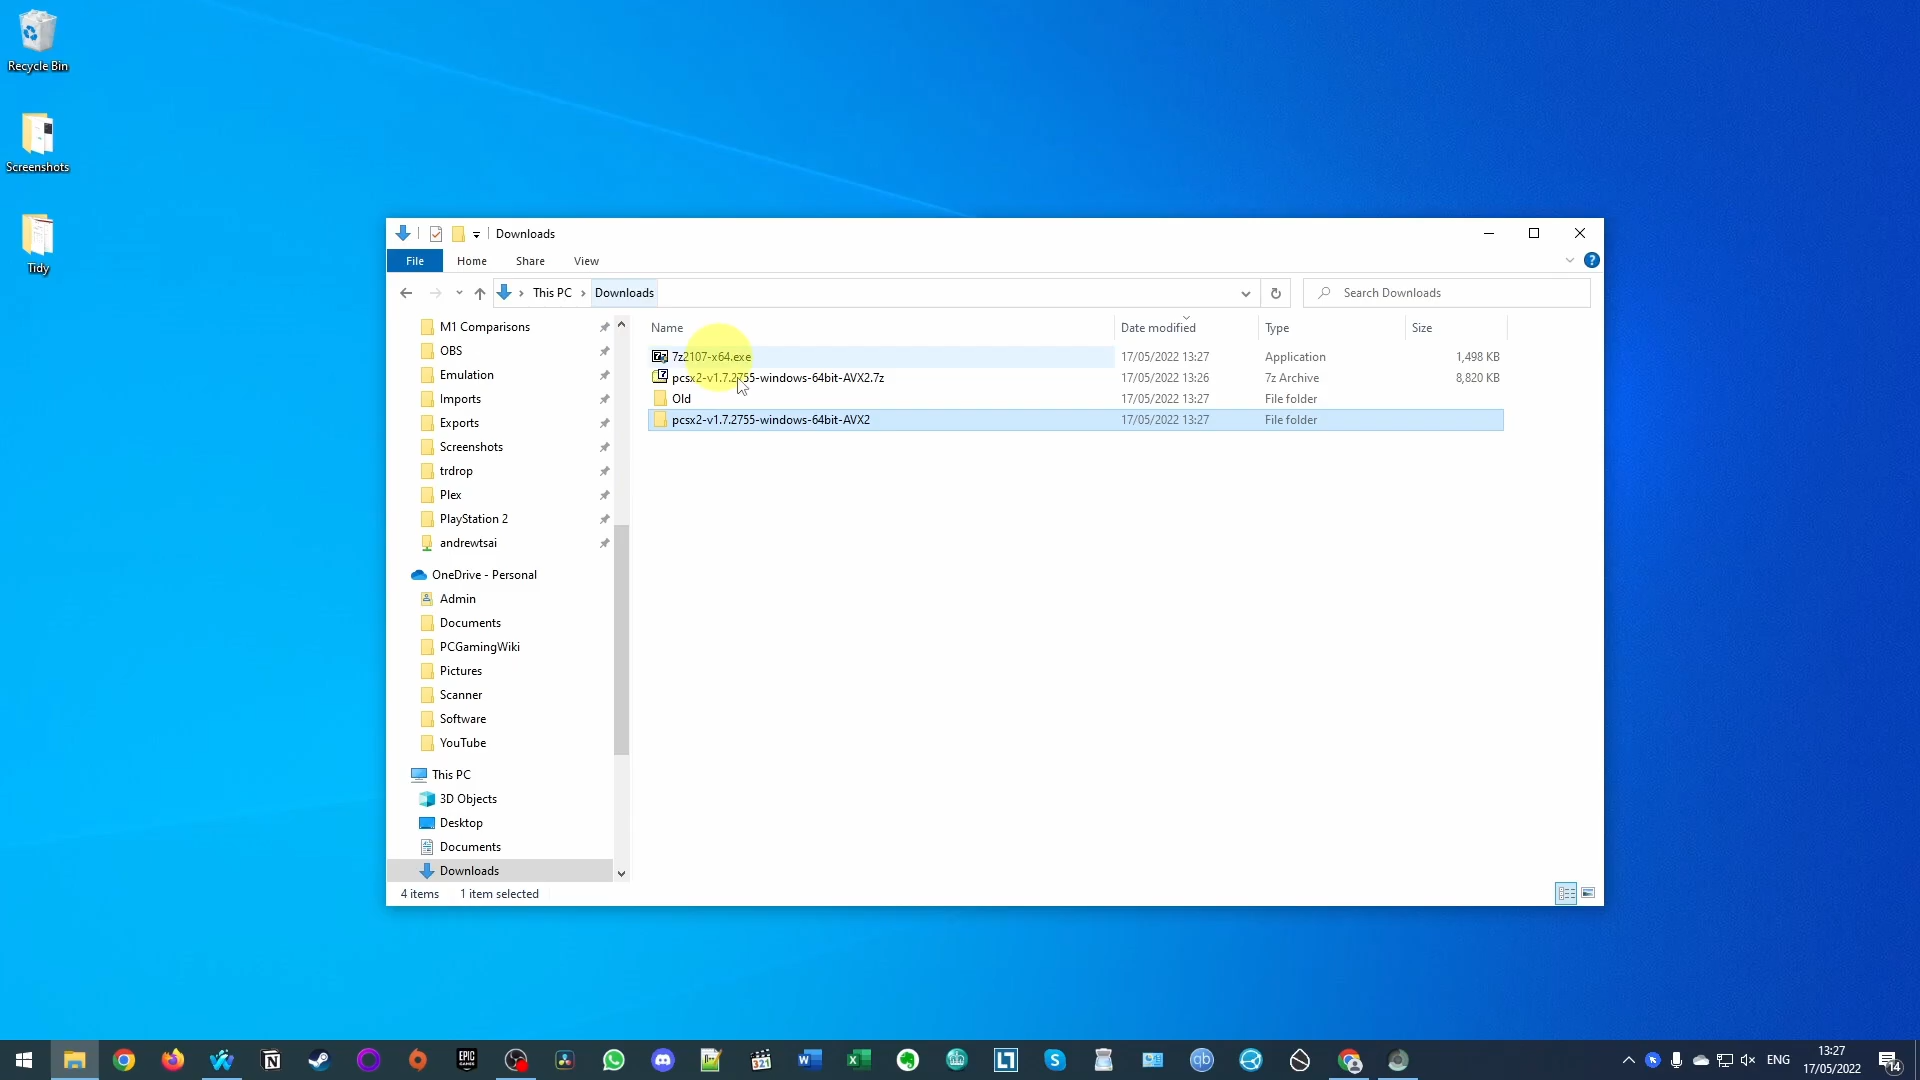 Recycle Bin
Screenshots
Tidy
Downloads
File Home Share View
This PC Downloads
Search Downloads
Name Date modified Type Size
7z2107-x64.exe 17/05/2022 13:27 Application 1,498 KB
pcsx2-v1.7.2755-windows-64bit-AVX2.7z 17/05/2022 13:26 7z Archive 8,820 KB
Old 17/05/2022 13:27 File folder
pcsx2-v1.7.2755-windows-64bit-AVX2 17/05/2022 13:27 File folder
M1 Comparisons
OBS
Emulation
Imports
Exports
Screenshots
trdrop
Plex
PlayStation 2
andrewtsai
OneDrive - Personal
Admin
Documents
PCGamingWiki
Pictures
Scanner
Software
YouTube
This PC
3D Objects
Desktop
Documents
Downloads
4 items 1 item selected
EPIC
GAMES
321
qb
ENG
13:27
17/05/2022
14